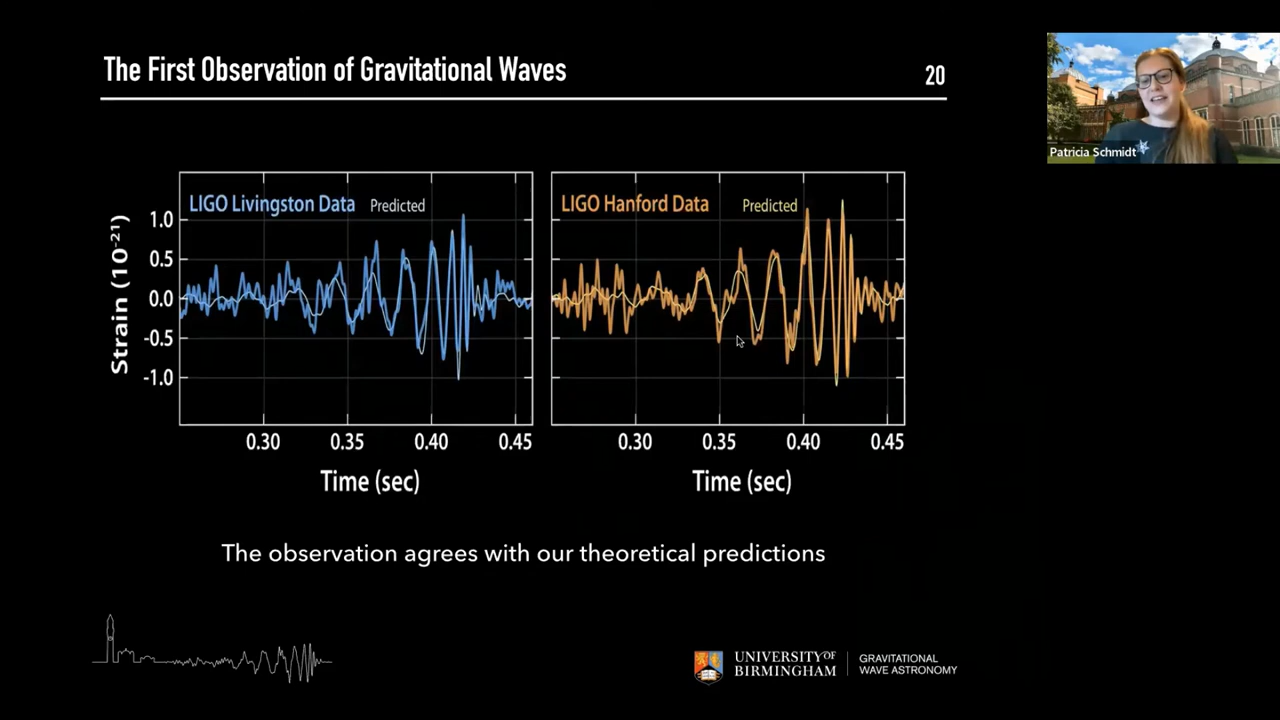 The First Observation of Gravitational Waves
20
Patricia Schmidt
LIGO Livingston Data Predicted
LIGO Hanford Data Predicted
Strain (10⁻²¹)
1.0
0.5
0.0
-0.5
-1.0
0.30 0.35 0.40 0.45
0.30 0.35 0.40 0.45
Time (sec)
Time (sec)
The observation agrees with our theoretical predictions
UNIVERSITY OF
BIRMINGHAM
GRAVITATIONAL
WAVE ASTRONOMY